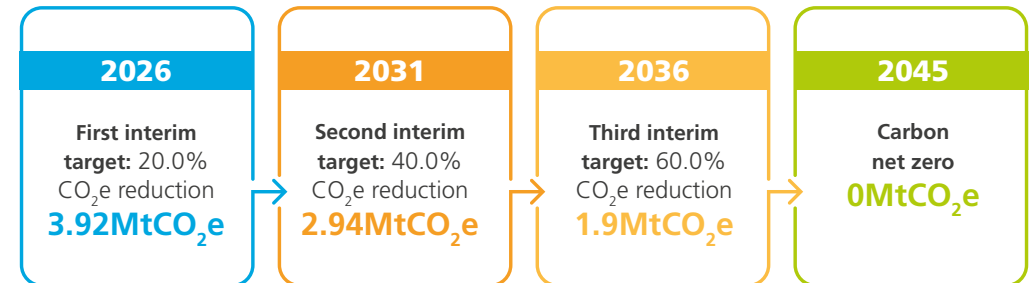 2026
First interim
target: 20.0%
CO₂e reduction
3.92MtCO₂e
2031
Second interim
target: 40.0%
CO₂e reduction
2.94MtCO₂e
2036
Third interim
target: 60.0%
CO₂e reduction
1.9MtCO₂e
2045
Carbon
net zero
0MtCO₂e